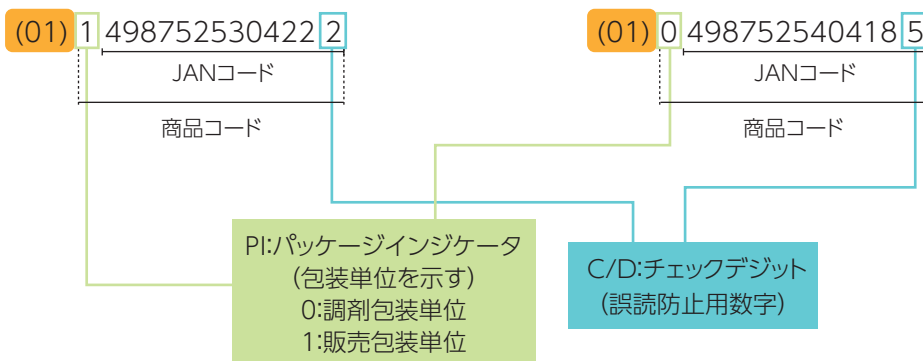 (01) 1 498752530422 2
JANコード
商品コード
(01) 0 498752540418 5
JANコード
商品コード
PI:パッケージインジケータ
(包装単位を示す)
0:調剤包装単位
1:販売包装単位
C/D:チェックデジット
(誤読防止用数字)